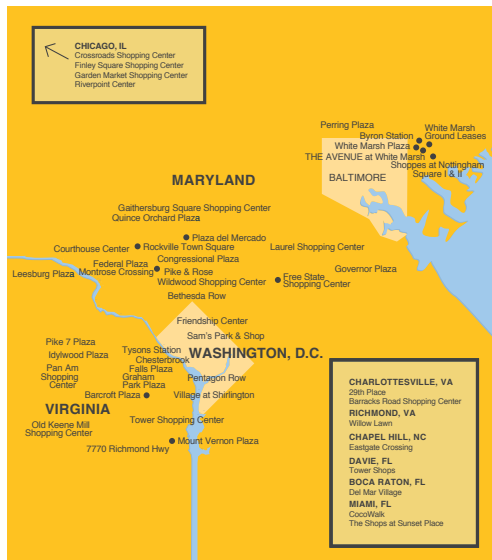 CHICAGO, IL
Crossroads Shopping Center
Finley Square Shopping Center
Garden Market Shopping Center
Riverpoint Center
Perring Plaza
White Marsh
Ground Leases
Byron Station
White Marsh Plaza
THE AVENUE at White Marsh
Shoppes at Nottingham
Square I & II
BALTIMORE
MARYLAND
Gaithersburg Square Shopping Center
Quince Orchard Plaza
Plaza del Mercado
Courthouse Center
Rockville Town Square
Laurel Shopping Center
Congressional Plaza
Federal Plaza
Leesburg Plaza
Montrose Crossing
Pike & Rose
Governor Plaza
Wildwood Shopping Center
Free State
Shopping Center
Bethesda Row
Friendship Center
Sam's Park & Shop
Pike 7 Plaza
Tysons Station
WASHINGTON, D.C.
Idylwood Plaza
Chesterbrook
Pan Am
Shopping
Center
Falls Plaza
Graham
Park Plaza
Pentagon Row
Barcroft Plaza
Village at Shirlington
VIRGINIA
Old Keene Mill
Shopping Center
Tower Shopping Center
Mount Vernon Plaza
7770 Richmond Hwy
CHARLOTTESVILLE, VA
29th Place
Barracks Road Shopping Center
RICHMOND, VA
Willow Lawn
CHAPEL HILL, NC
Eastgate Crossing
DAVIE, FL
Tower Shops
BOCA RATON, FL
Del Mar Village
MIAMI, FL
CocoWalk
The Shops at Sunset Place